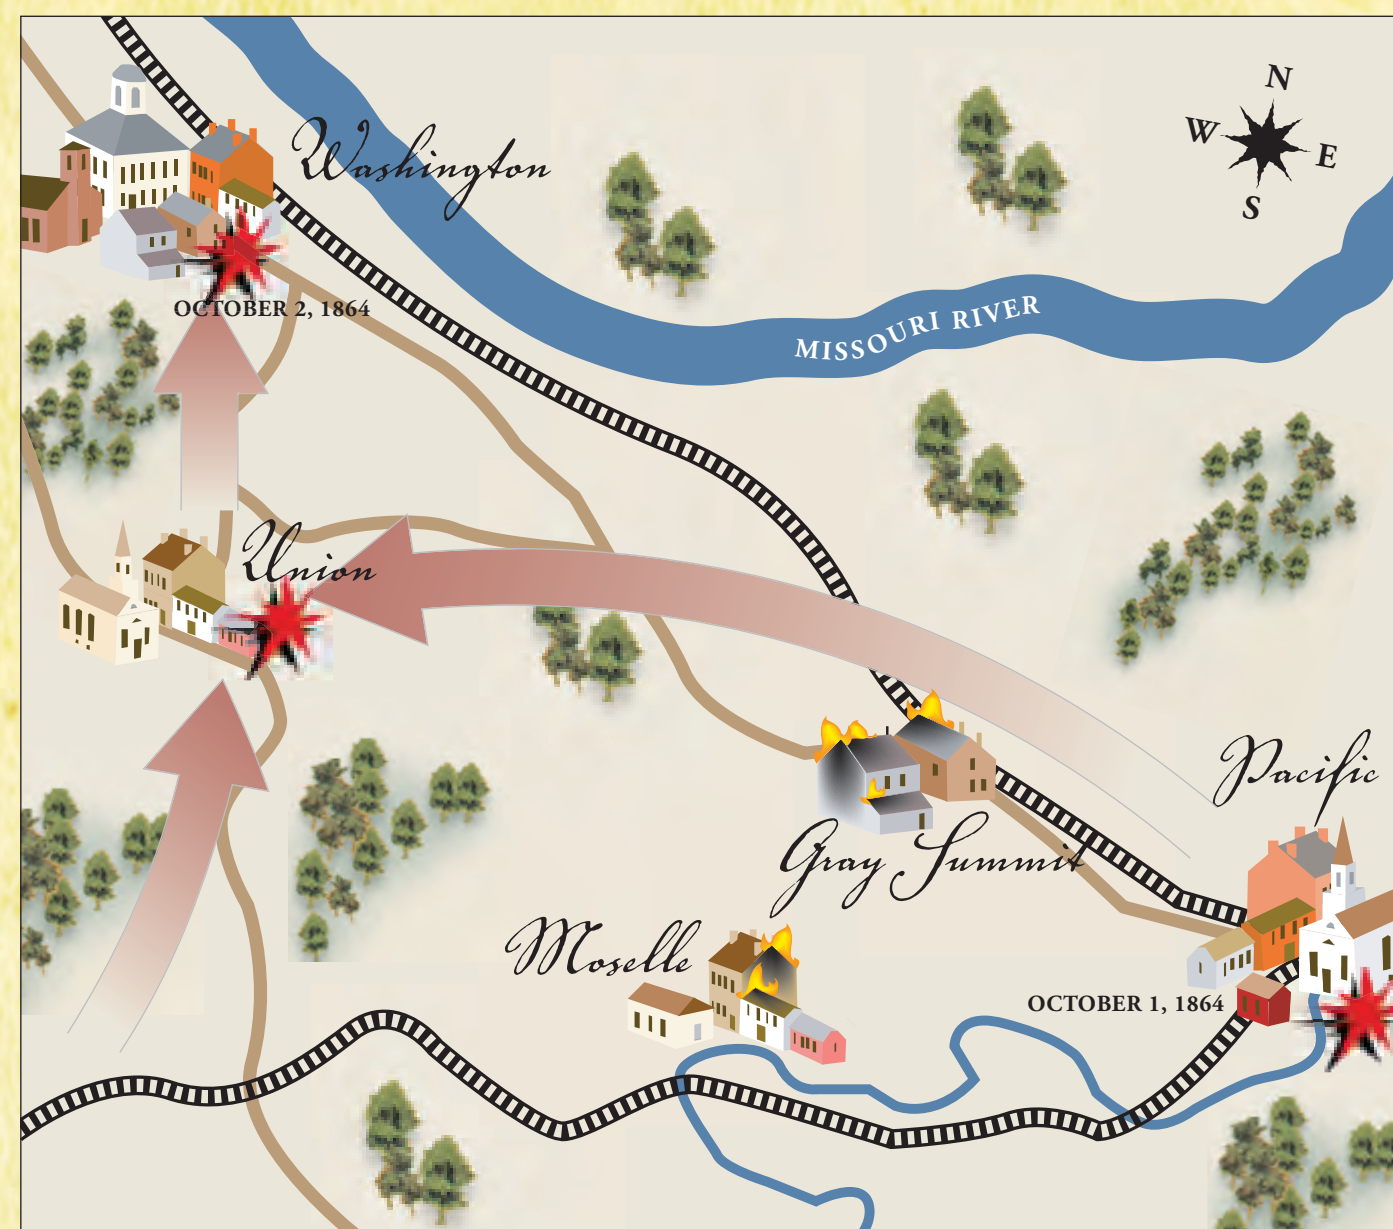 N
W
E
S
Washington
OCTOBER 2, 1864
MISSOURI RIVER
Union
Pacific
Gray Summit
Moselle
OCTOBER 1, 1864